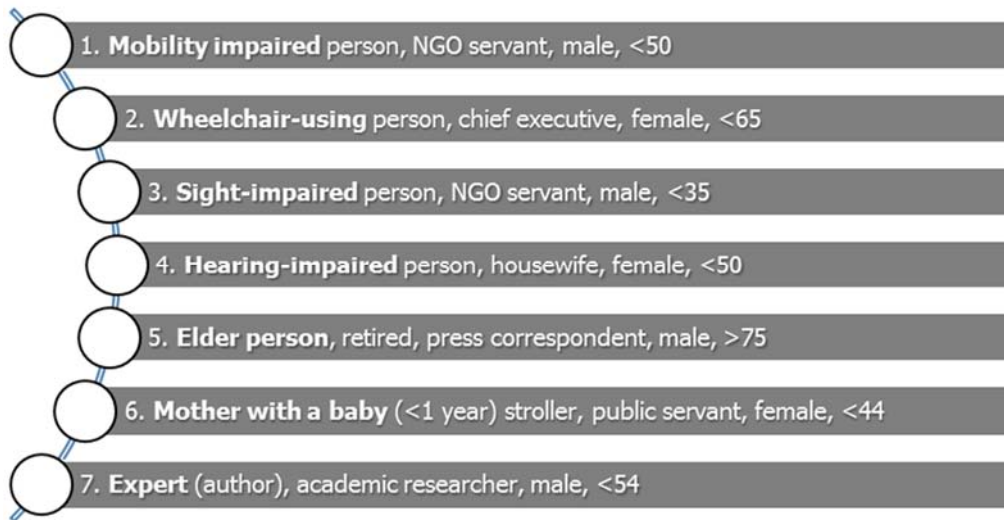 1. Mobility impaired person, NGO servant, male, <50
2. Wheelchair-using person, chief executive, female, <65
3. Sight-impaired person, NGO servant, male, <35
4. Hearing-impaired person, housewife, female, <50
5. Elder person, retired, press correspondent, male, >75
6. Mother with a baby (<1 year) stroller, public servant, female, <44
7. Expert (author), academic researcher, male, <54